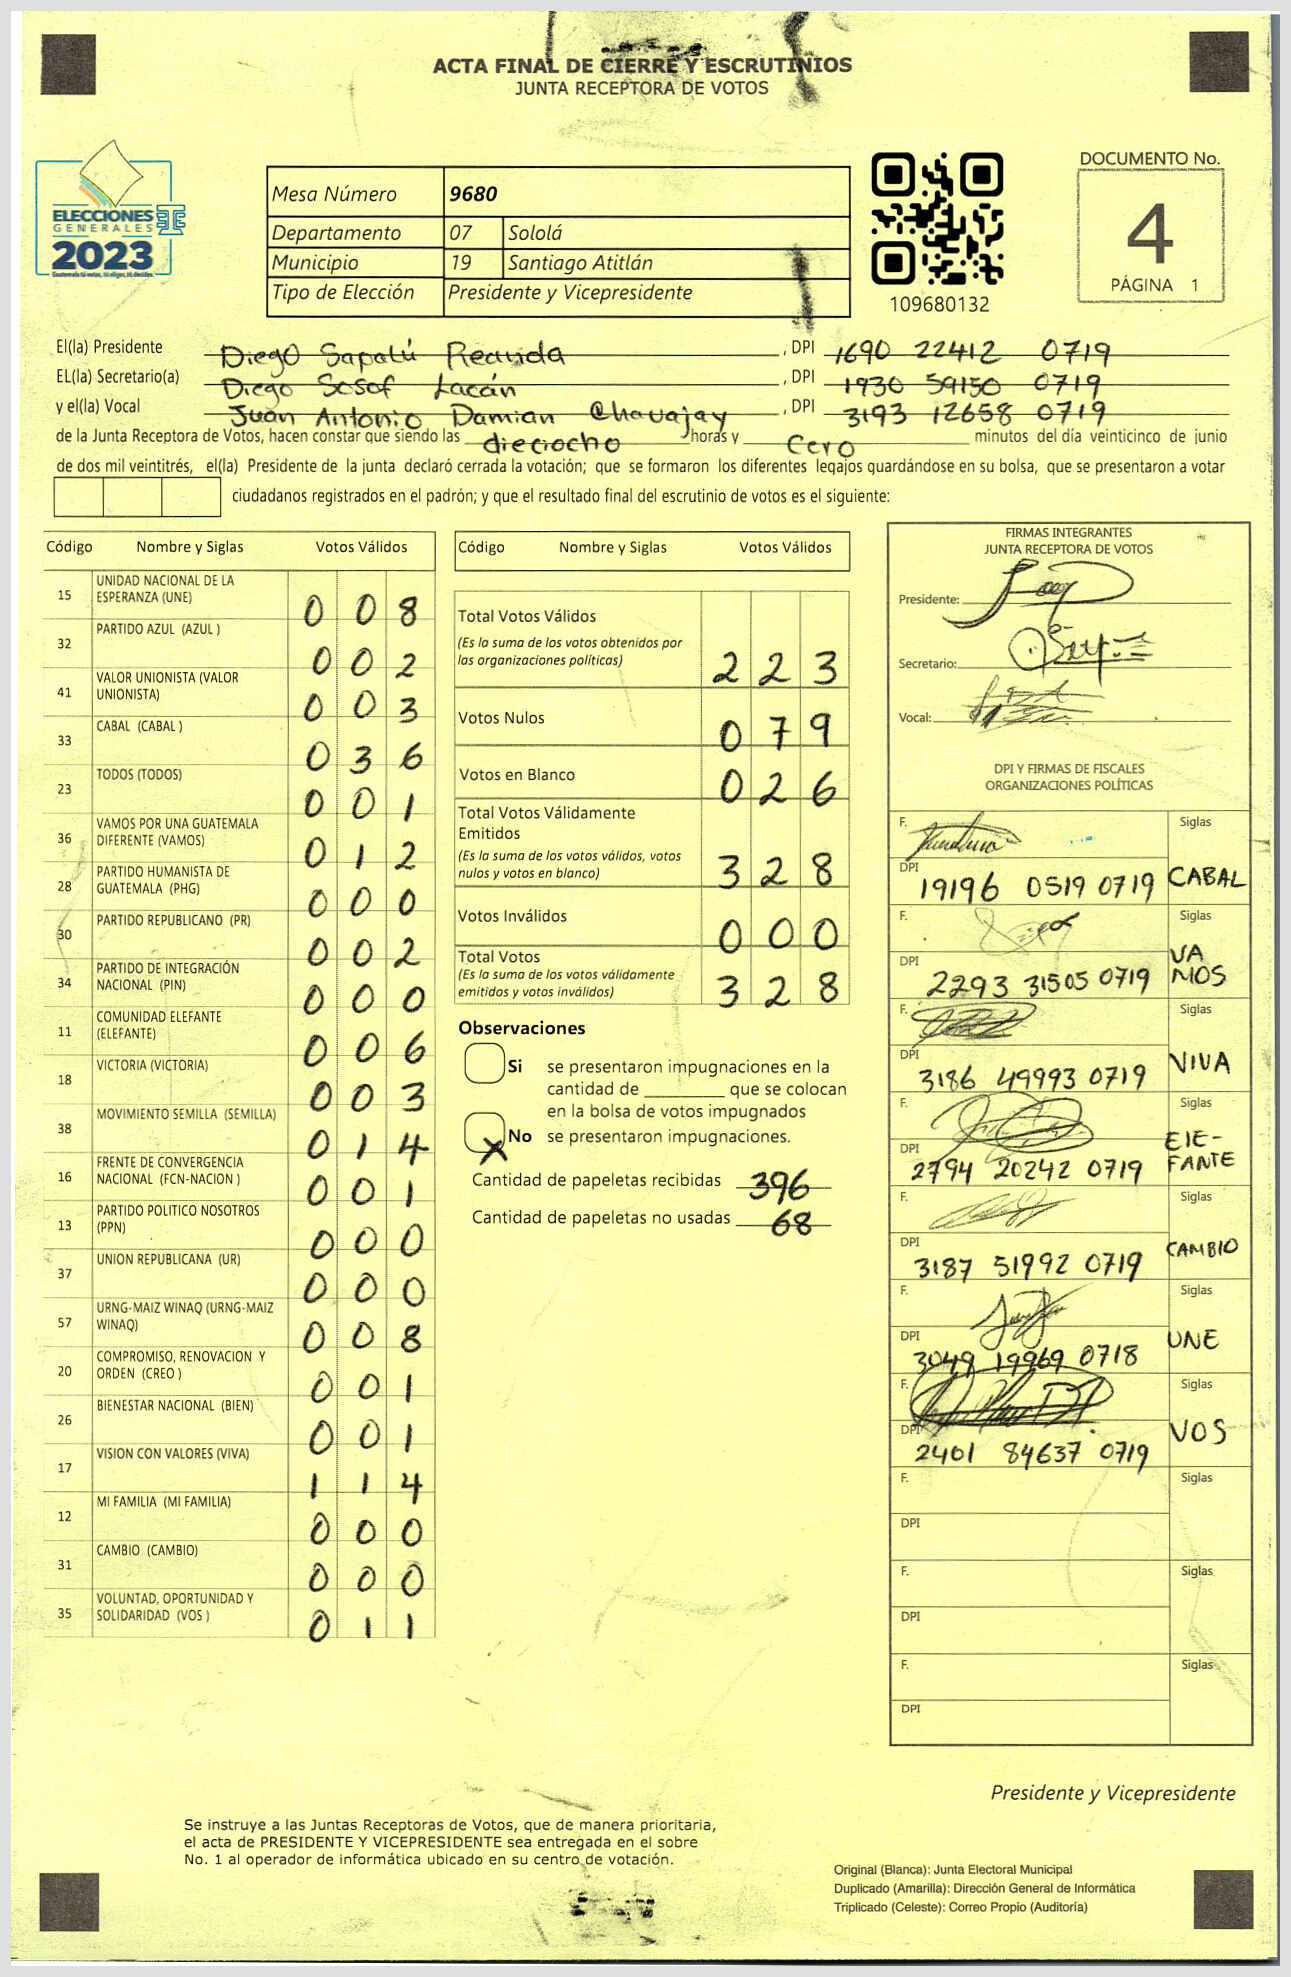 ACTA FINAL DE CIERRE Y ESCRUTINIOS
JUNTA RECEPTORA DE VOTOS
ELECCIONES
GENERALES
2023
Mesa Número 9680
Departamento 07 Sololá
Municipio 19 Santiago Atitlán
Tipo de Elección Presidente y Vicepresidente
109680132
DOCUMENTO No.
4
PÁGINA 1
El(la) Presidente Diego Sapalú , DPI 1690 22412 0719
EL(la) Secretario(a) Diego Sosof Lacán , DPI 1930 59150 0719
y el(la) Vocal Juan Antonio Damian Chavajay , DPI 3193 12658 0719
de la Junta Receptora de Votos, hacen constar que siendo las dieciocho horas y cero minutos del día veinticinco de junio
de dos mil veintitrés, el(la) Presidente de la junta declaró cerrada la votación; que se formaron los diferentes legajos guardándose en su bolsa, que se presentaron a votar
ciudadanos registrados en el padrón; y que el resultado final del escrutinio de votos es el siguiente:
Código Nombre y Siglas Votos Válidos
15 UNIDAD NACIONAL DE LA
ESPERANZA (UNE) 0 0 8
32 PARTIDO AZUL (AZUL ) 0 0 2
41 VALOR UNIONISTA (VALOR
UNIONISTA) 0 0 3
33 CABAL (CABAL ) 0 3 6
23 TODOS (TODOS) 0 0 1
36 VAMOS POR UNA GUATEMALA
DIFERENTE (VAMOS) 0 1 2
28 PARTIDO HUMANISTA DE
GUATEMALA (PHG) 0 0 0
30 PARTIDO REPUBLICANO (PR) 0 0 2
34 PARTIDO DE INTEGRACIÓN
NACIONAL (PIN) 0 0 0
11 COMUNIDAD ELEFANTE
(ELEFANTE) 0 0 6
18 VICTORIA (VICTORIA) 0 0 3
38 MOVIMIENTO SEMILLA (SEMILLA) 0 1 4
16 FRENTE DE CONVERGENCIA
NACIONAL (FCN-NACION ) 0 0 1
13 PARTIDO POLITICO NOSOTROS
(PPN) 0 0 0
37 UNION REPUBLICANA (UR) 0 0 0
57 URNG-MAIZ WINAQ (URNG-MAIZ
WINAQ) 0 0 8
20 COMPROMISO, RENOVACION Y
ORDEN (CREO ) 0 0 1
26 BIENESTAR NACIONAL (BIEN) 0 0 1
17 VISION CON VALORES (VIVA) 1 1 4
12 MI FAMILIA (MI FAMILIA) 0 0 0
31 CAMBIO (CAMBIO) 0 0 0
35 VOLUNTAD, OPORTUNIDAD Y
SOLIDARIDAD (VOS ) 0 1 1
Código Nombre y Siglas Votos Válidos
Total Votos Válidos
(Es la suma de los votos obtenidos por
las organizaciones políticas) 2 2 3
Votos Nulos 0 7 9
Votos en Blanco 0 2 6
Total Votos Válidamente
Emitidos
(Es la suma de los votos válidos, votos
nulos y votos en blanco) 3 2 8
Votos Inválidos 0 0 0
Total Votos
(Es la suma de los votos válidamente
emitidos y votos inválidos) 3 2 8
Observaciones
Si se presentaron impugnaciones en la
cantidad de ________ que se colocan
en la bolsa de votos impugnados
X No se presentaron impugnaciones.
Cantidad de papeletas recibidas 396
Cantidad de papeletas no usadas 68
FIRMAS INTEGRANTES
JUNTA RECEPTORA DE VOTOS
Presidente:
Secretario:
Vocal:
DPI Y FIRMAS DE FISCALES
ORGANIZACIONES POLÍTICAS
F. Siglas
DPI 19196 0519 0719 CABAL
F. Siglas
DPI 2293 31505 0719 VAMOS
F. Siglas
DPI 3186 49993 0719 VIVA
F. Siglas
DPI 2794 20242 0719 ElE-
FANTE
F. Siglas
DPI 3187 51992 0719 CAMBIO
F. Siglas
DPI 3049 19969 0718 UNE
F. Siglas
DPI 2401 84637 0719 VOS
F. Siglas
DPI
F. Siglas
DPI
F. Siglas
DPI
Presidente y Vicepresidente
Se instruye a las Juntas Receptoras de Votos, que de manera prioritaria,
el acta de PRESIDENTE Y VICEPRESIDENTE sea entregada en el sobre
No. 1 al operador de informática ubicado en su centro de votación.
Original (Blanca): Junta Electoral Municipal
Duplicado (Amarilla): Dirección General de Informática
Triplicado (Celeste): Correo Propio (Auditoría)